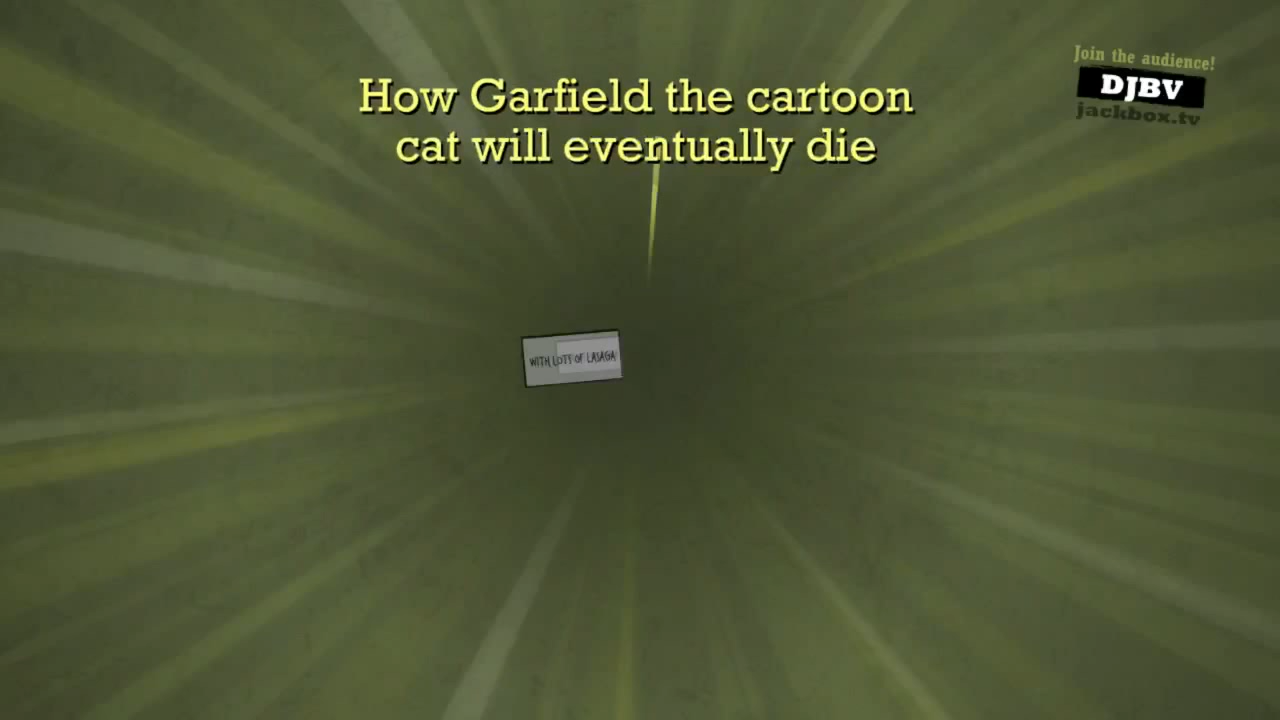 Join the audience!
DJBV
jackbox.tv
How Garfield the cartoon
cat will eventually die
WITH LOTS OF LASAGA